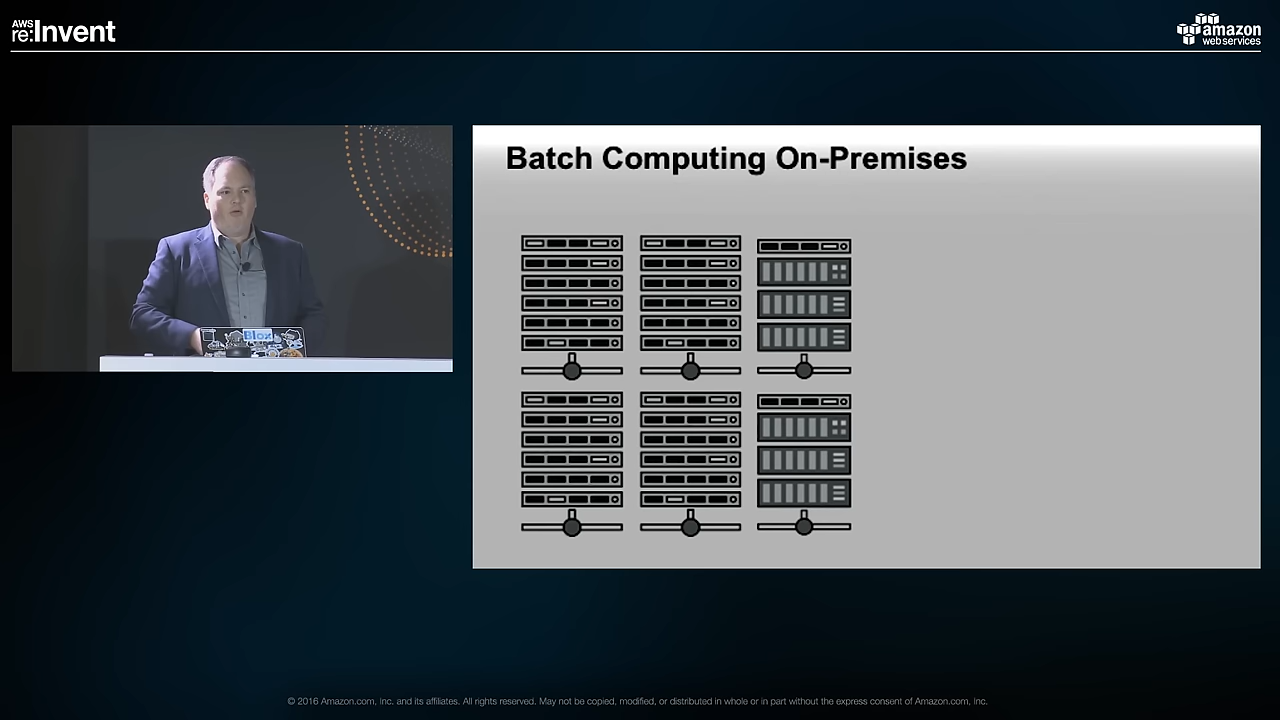 AWS
re:Invent
amazon
webservices
Batch Computing On-Premises
Blox
© 2016 Amazon.com, Inc. and its affiliates. All rights reserved. May not be copied, modified, or distributed in whole or in part without the express consent of Amazon.com, Inc.